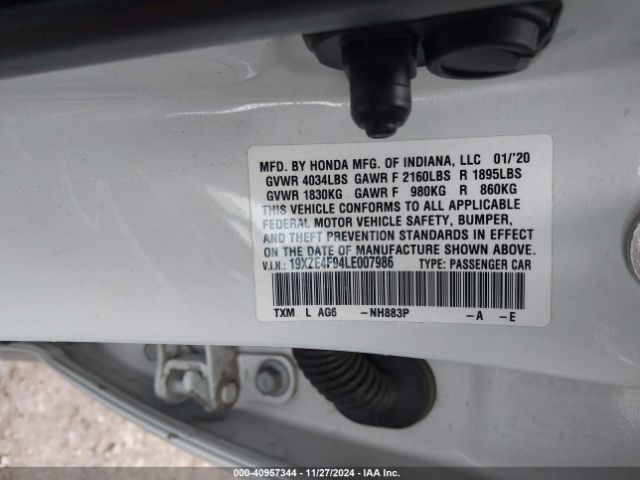 MFD. BY HONDA MFG. OF INDIANA, LLC 01/'20
GVWR 4034LBS GAWR F 2160LBS R 1895LBS
GVWR 1830KG GAWR F 980KG R 860KG
THIS VEHICLE CONFORMS TO ALL APPLICABLE
FEDERAL MOTOR VEHICLE SAFETY, BUMPER,
AND THEFT PREVENTION STANDARDS IN EFFECT
ON THE DATE OF MANUFACTURE SHOWN ABOVE.
V.I.N.: 19XZE4F94LE007986 TYPE: PASSENGER CAR
TXM L AG6 -NH883P -A -E
000-40957344 - 11/27/2024 - IAA Inc.